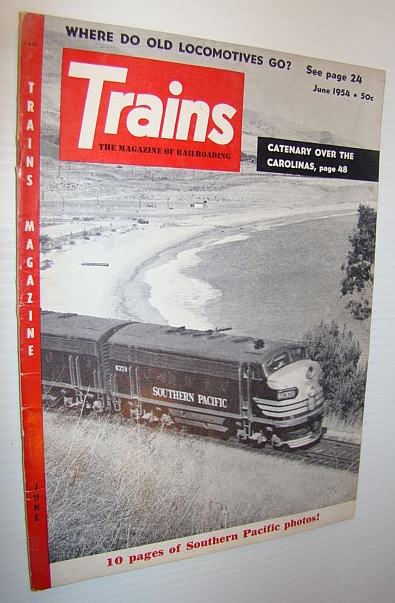 WHERE DO OLD LOCOMOTIVES GO? See page 24
June 1954 • 50c
Trains
THE MAGAZINE OF RAILROADING
CATENARY OVER THE
CAROLINAS, page 48
TRAINS MAGAZINE
JUNE
6379
SOUTHERN PACIFIC
10 pages of Southern Pacific photos!